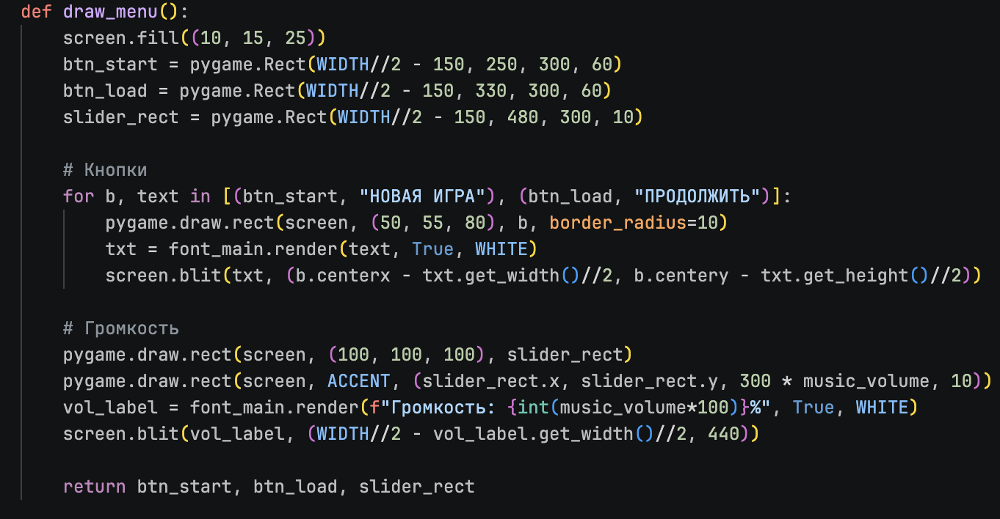 def draw_menu():
    screen.fill((10, 15, 25))
    btn_start = pygame.Rect(WIDTH//2 - 150, 250, 300, 60)
    btn_load = pygame.Rect(WIDTH//2 - 150, 330, 300, 60)
    slider_rect = pygame.Rect(WIDTH//2 - 150, 480, 300, 10)

    # Кнопки
    for b, text in [(btn_start, "НОВАЯ ИГРА"), (btn_load, "ПРОДОЛЖИТЬ")]:
        pygame.draw.rect(screen, (50, 55, 80), b, border_radius=10)
        txt = font_main.render(text, True, WHITE)
        screen.blit(txt, (b.centerx - txt.get_width()//2, b.centery - txt.get_height()//2))

    # Громкость
    pygame.draw.rect(screen, (100, 100, 100), slider_rect)
    pygame.draw.rect(screen, ACCENT, (slider_rect.x, slider_rect.y, 300 * music_volume, 10))
    vol_label = font_main.render(f"Громкость: {int(music_volume*100)}%", True, WHITE)
    screen.blit(vol_label, (WIDTH//2 - vol_label.get_width()//2, 440))

    return btn_start, btn_load, slider_rect